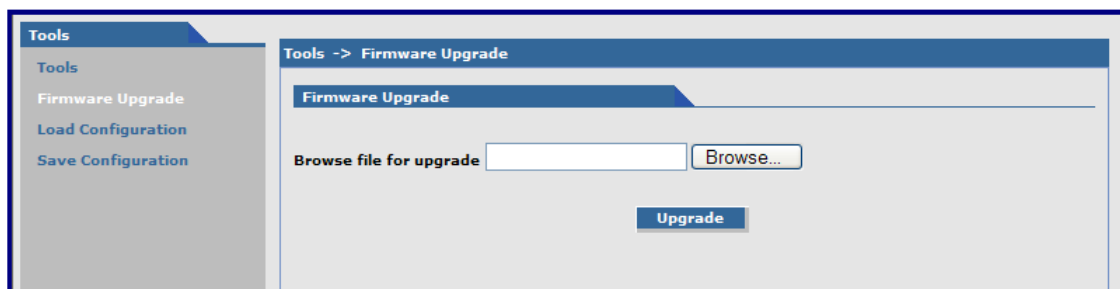 Tools
Tools
Firmware Upgrade
Load Configuration
Save Configuration
Tools -> Firmware Upgrade
Firmware Upgrade
Browse file for upgrade Browse...
Upgrade